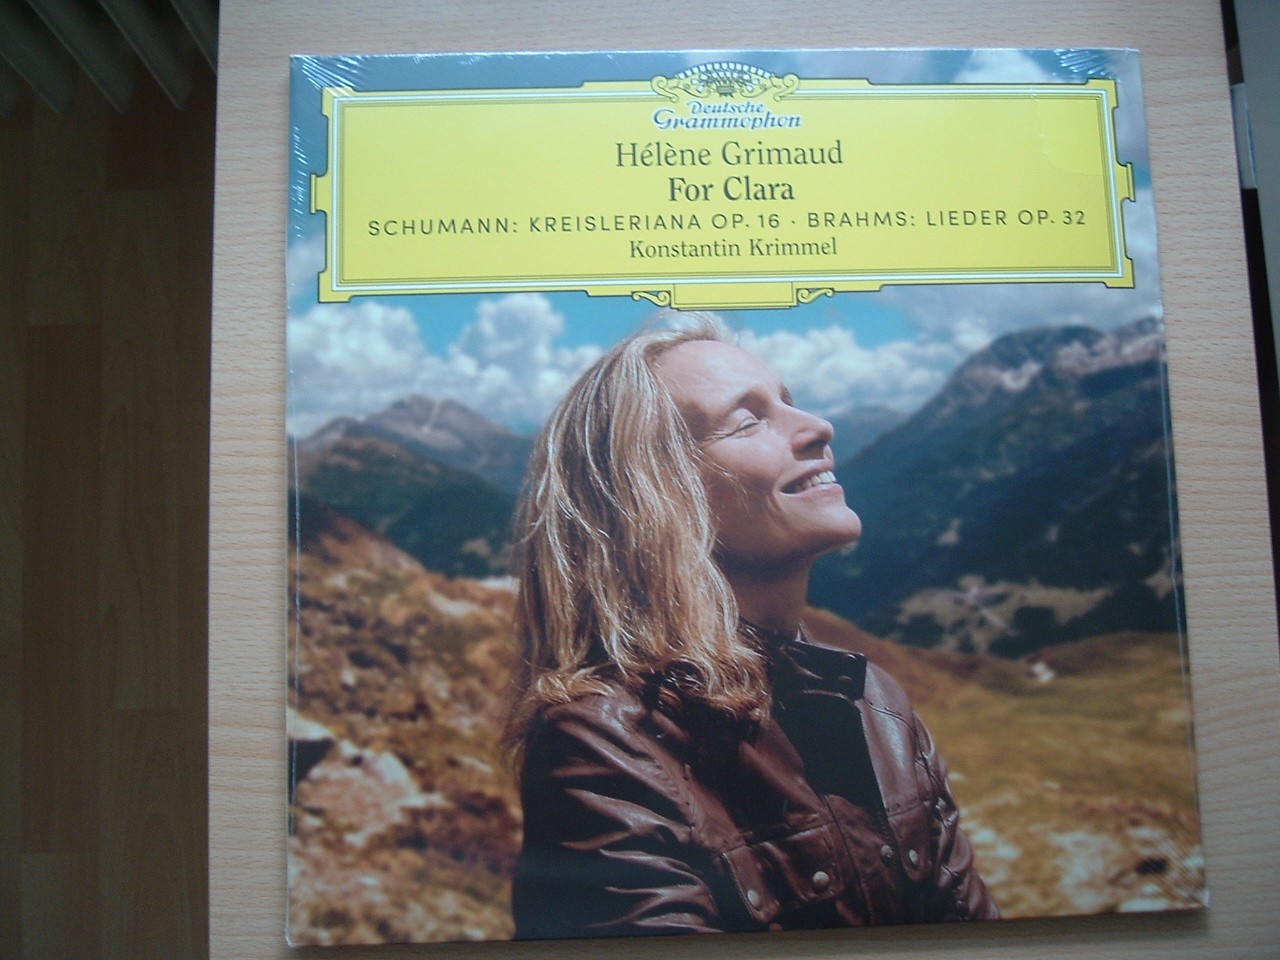 Deutsche
Grammophon
Hélène Grimaud
For Clara
SCHUMANN: KREISLERIANA OP. 16 · BRAHMS: LIEDER OP. 32
Konstantin Krimmel